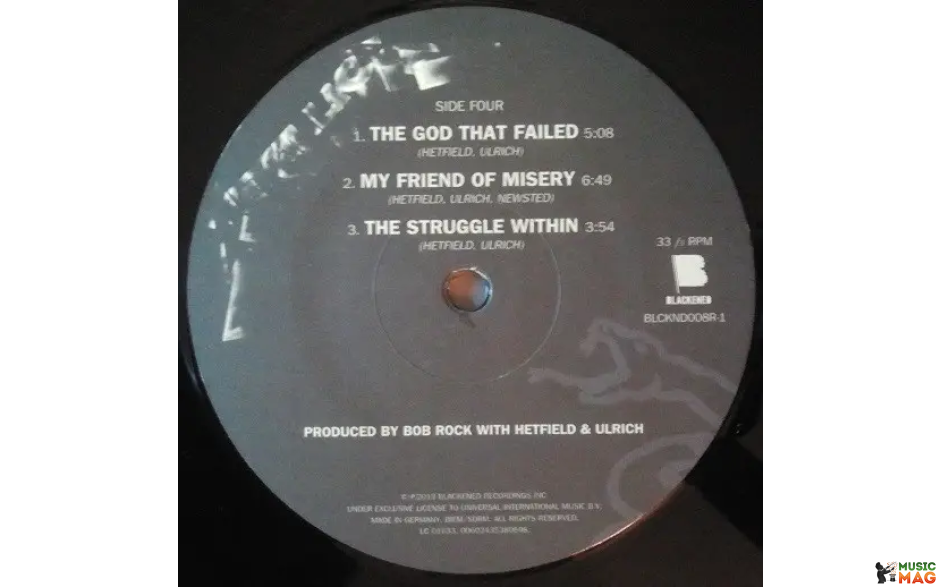 SIDE FOUR
1. THE GOD THAT FAILED 5:08
(HETFIELD, ULRICH)
2. MY FRIEND OF MISERY 6:49
(HETFIELD, ULRICH, NEWSTED)
3. THE STRUGGLE WITHIN 3:54
(HETFIELD, ULRICH)
33 RPM
BLACKENED
BLCKND008R-1
PRODUCED BY BOB ROCK WITH HETFIELD & ULRICH
BLACKENED RECORDINGS INC
UNDER EXCLUSIVE LICENSE TO UNIVERSAL INTERNATIONAL MUSIC B.V.
MADE IN GERMANY. BIEM/SDRM. ALL RIGHTS RESERVED.
MUSIC
MAG